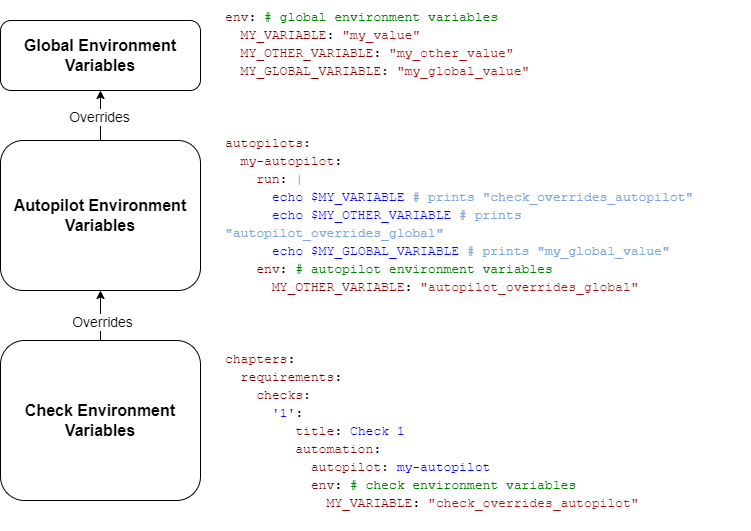 Global Environment
Variables
Overrides
Autopilot Environment
Variables
Overrides
Check Environment
Variables
env: # global environment variables
  MY_VARIABLE: "my_value"
  MY_OTHER_VARIABLE: "my_other_value"
  MY_GLOBAL_VARIABLE: "my_global_value"
autopilots:
  my-autopilot:
    run: |
      echo $MY_VARIABLE # prints "check_overrides_autopilot"
      echo $MY_OTHER_VARIABLE # prints
"autopilot_overrides_global"
      echo $MY_GLOBAL_VARIABLE # prints "my_global_value"
    env: # autopilot environment variables
      MY_OTHER_VARIABLE: "autopilot_overrides_global"
chapters:
  requirements:
    checks:
      '1':
         title: Check 1
         automation:
           autopilot: my-autopilot
           env: # check environment variables
             MY_VARIABLE: "check_overrides_autopilot"